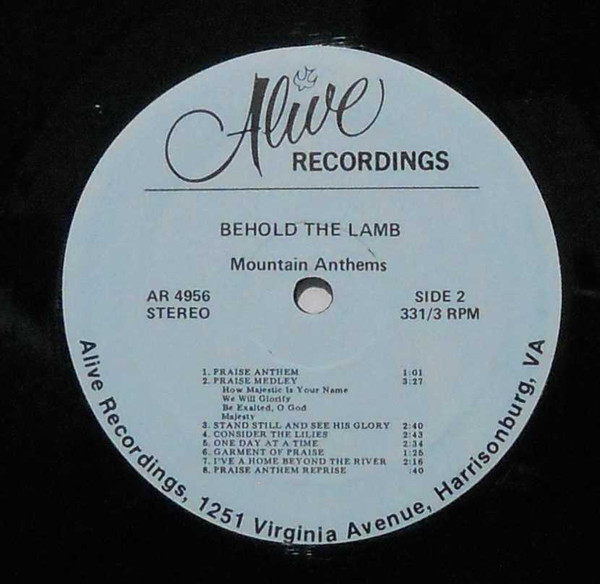 Alive
RECORDINGS
BEHOLD THE LAMB
Mountain Anthems
AR 4956
STEREO
SIDE 2
331/3 RPM
1. PRAISE ANTHEM 1:01
2. PRAISE MEDLEY 3:27
How Majestic Is Your Name
We Will Glorify
Be Exalted, O God
Majesty
3. STAND STILL AND SEE HIS GLORY 2:40
4. CONSIDER THE LILIES 2:43
5. ONE DAY AT A TIME 2:34
6. GARMENT OF PRAISE 1:26
7. I'VE A HOME BEYOND THE RIVER 2:16
8. PRAISE ANTHEM REPRISE :40
Alive Recordings, 1251 Virginia Avenue, Harrisonburg, VA